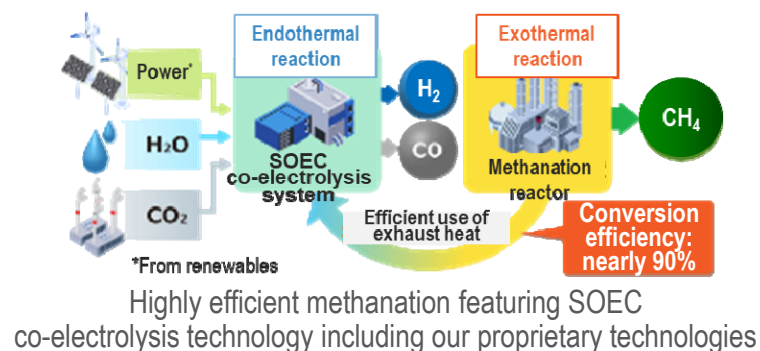 Endothermal
reaction
Exothermal
reaction
Power*
H₂O
CO₂
SOEC
co-electrolysis
system
H₂
CO
Methanation
reactor
CH₄
Efficient use of
exhaust heat
Conversion
efficiency:
nearly 90%
*From renewables
Highly efficient methanation featuring SOEC
co-electrolysis technology including our proprietary technologies